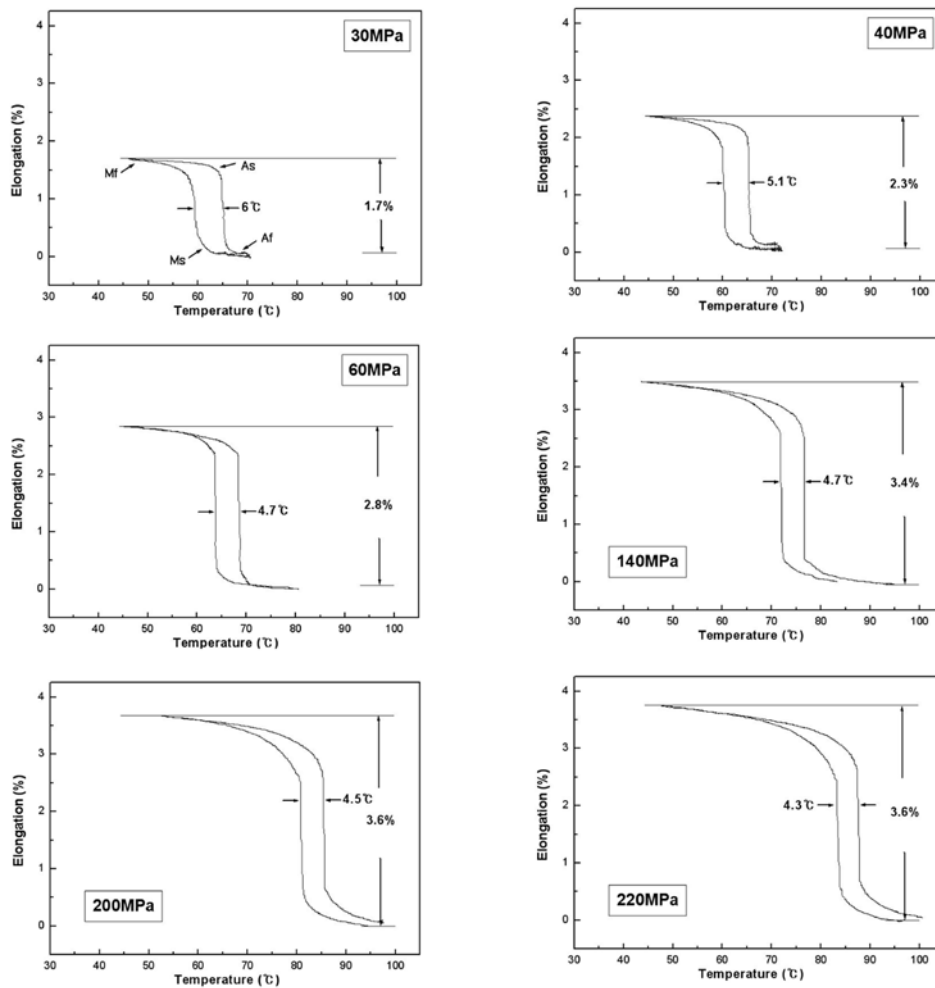 30MPa
Elongation (%)
4
3
2
1
0
Mf
As
Ms
Af
6℃
1.7%
30 40 50 60 70 80 90 100
Temperature (℃)
40MPa
Elongation (%)
4
3
2
1
0
5.1℃
2.3%
30 40 50 60 70 80 90 100
Temperature (℃)
60MPa
Elongation (%)
4
3
2
1
0
4.7℃
2.8%
30 40 50 60 70 80 90 100
Temperature (℃)
140MPa
Elongation (%)
4
3
2
1
0
4.7℃
3.4%
30 40 50 60 70 80 90 100
Temperature (℃)
200MPa
Elongation (%)
4
3
2
1
0
4.5℃
3.6%
30 40 50 60 70 80 90 100
Temperature (℃)
220MPa
Elongation (%)
4
3
2
1
0
4.3℃
3.6%
30 40 50 60 70 80 90 100
Temperature (℃)